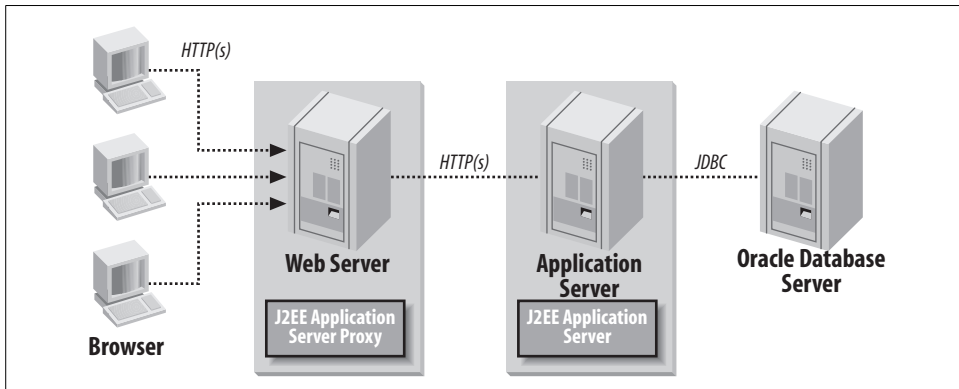 HTTP(s)
HTTP(s)
JDBC
Web Server
Application
Server
Oracle Database
Server
J2EE Application
Server Proxy
J2EE Application
Server
Browser